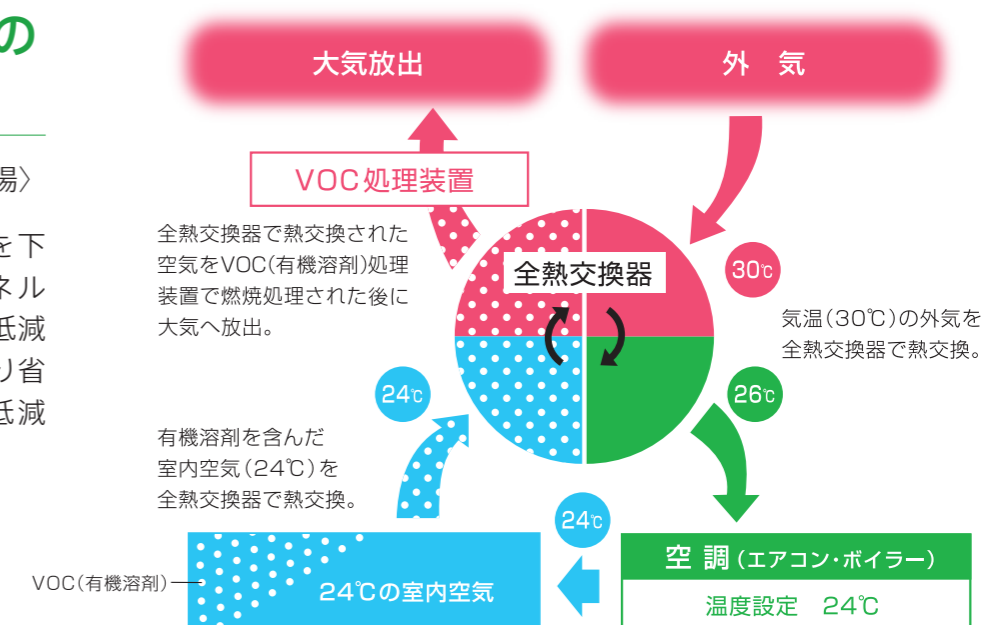 の
場〉
を下
ネル
低減
り省
低減
大気放出
外 気
VOC処理装置
全熱交換器で熱交換された
空気をVOC(有機溶剤)処理
装置で燃焼処理された後に
大気へ放出。
全熱交換器
30℃
気温(30℃)の外気を
全熱交換器で熱交換。
24℃
26℃
有機溶剤を含んだ
室内空気(24℃)を
全熱交換器で熱交換。
24℃
空 調(エアコン・ボイラー)
温度設定 24℃
VOC(有機溶剤)
24℃の室内空気